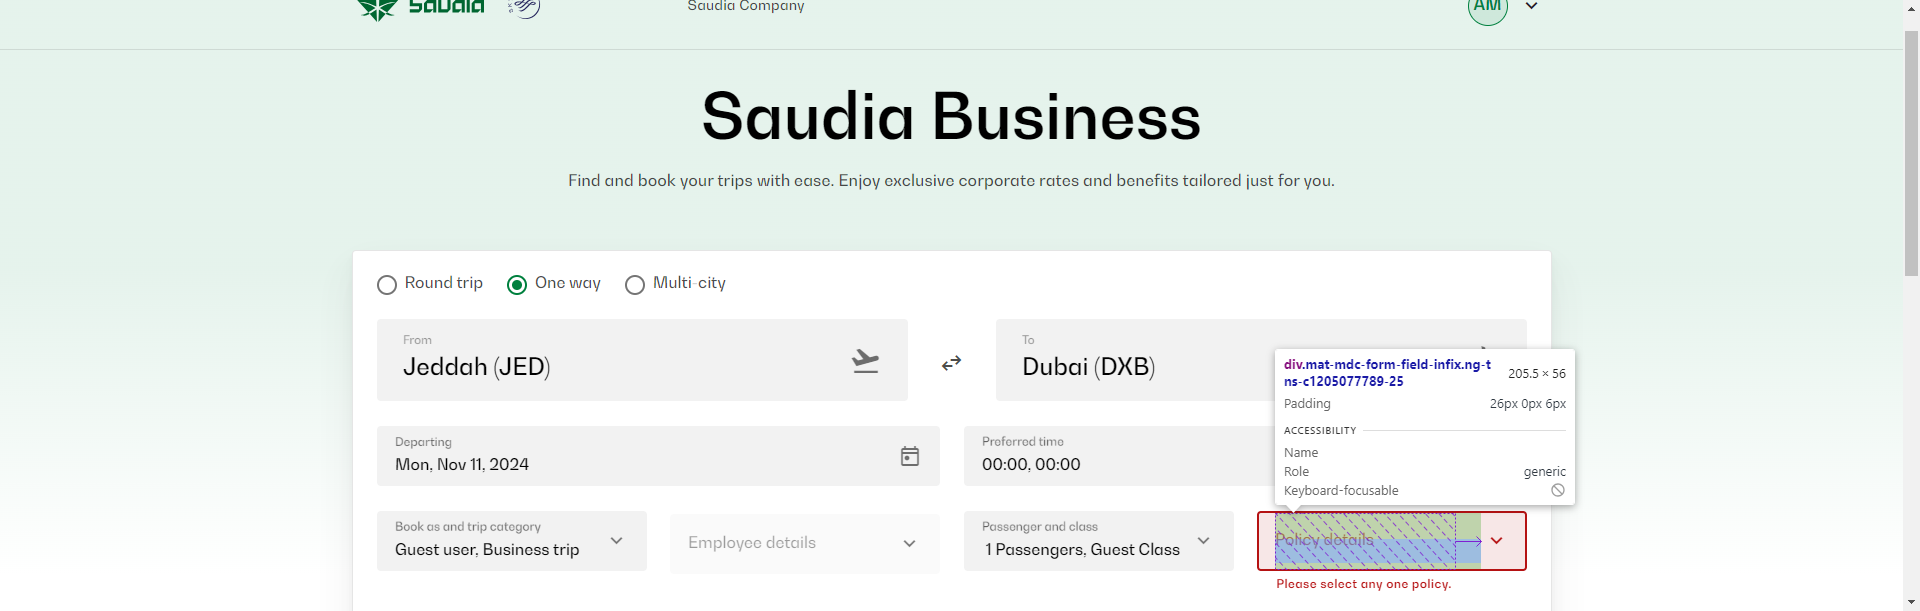 saudia
Saudia Company
AM
Saudia Business
Find and book your trips with ease. Enjoy exclusive corporate rates and benefits tailored just for you.
Round trip
One way
Multi-city
From
Jeddah (JED)
To
Dubai (DXB)
div.mat-mdc-form-field-infix.ng-t
ns-c1205077789-25
205.5 × 56
Padding
26px 0px 6px
ACCESSIBILITY
Name
Role
generic
Keyboard-focusable
Departing
Mon, Nov 11, 2024
Preferred time
00:00, 00:00
Book as and trip category
Guest user, Business trip
Employee details
Passenger and class
1 Passengers, Guest Class
Policy details
Please select any one policy.